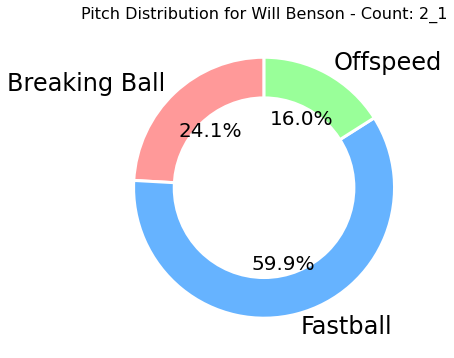 Pitch Distribution for Will Benson - Count: 2_1
Offspeed
Breaking Ball
16.0%
24.1%
59.9%
Fastball